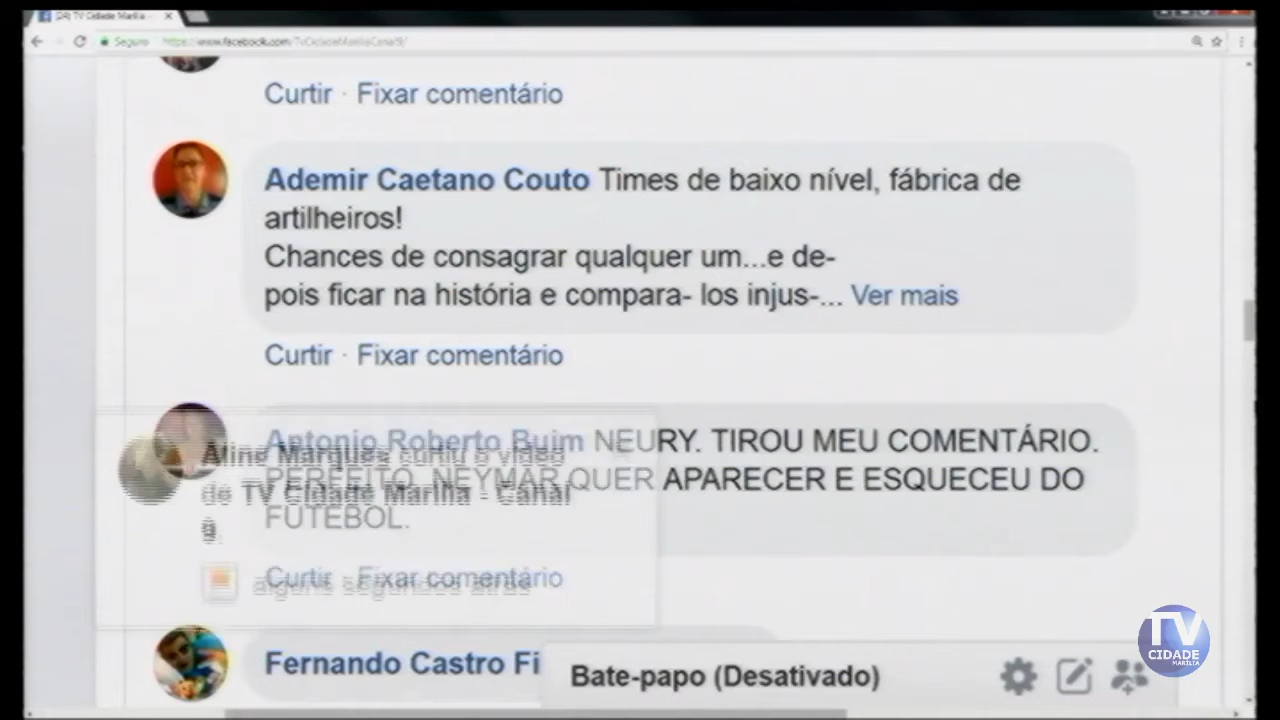 (24) TV Cidade Marília -
Seguro https://www.facebook.com/TvCidadeMariliaCanal9/
Curtir · Fixar comentário
Ademir Caetano Couto Times de baixo nível, fábrica de
artilheiros!
Chances de consagrar qualquer um...e de-
pois ficar na história e compara- los injus-... Ver mais
Curtir · Fixar comentário
Antonio Roberto Buim NEURY. TIROU MEU COMENTÁRIO.
PERFEITO. NEYMAR QUER APARECER E ESQUECEU DO
FUTEBOL.
Aline Marques curtiu o vídeo
de TV Cidade Marília - Canal
9.
Curtir · Fixar comentário
alguns segundos atrás
Fernando Castro Fi
Bate-papo (Desativado)
TV
CIDADE
MARÍLIA